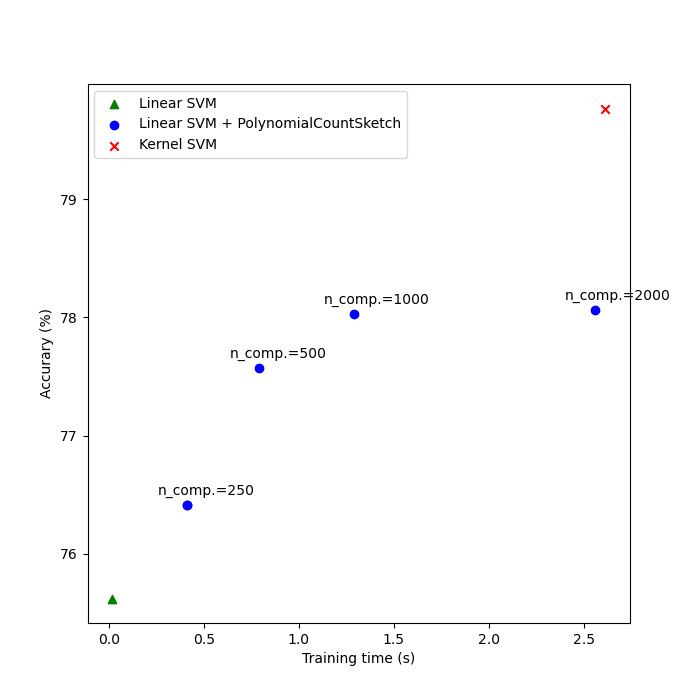 Linear SVM
Linear SVM + PolynomialCountSketch
Kernel SVM
79
78
77
76
Accurary (%)
n_comp.=2000
n_comp.=1000
n_comp.=500
n_comp.=250
0.0 0.5 1.0 1.5 2.0 2.5
Training time (s)